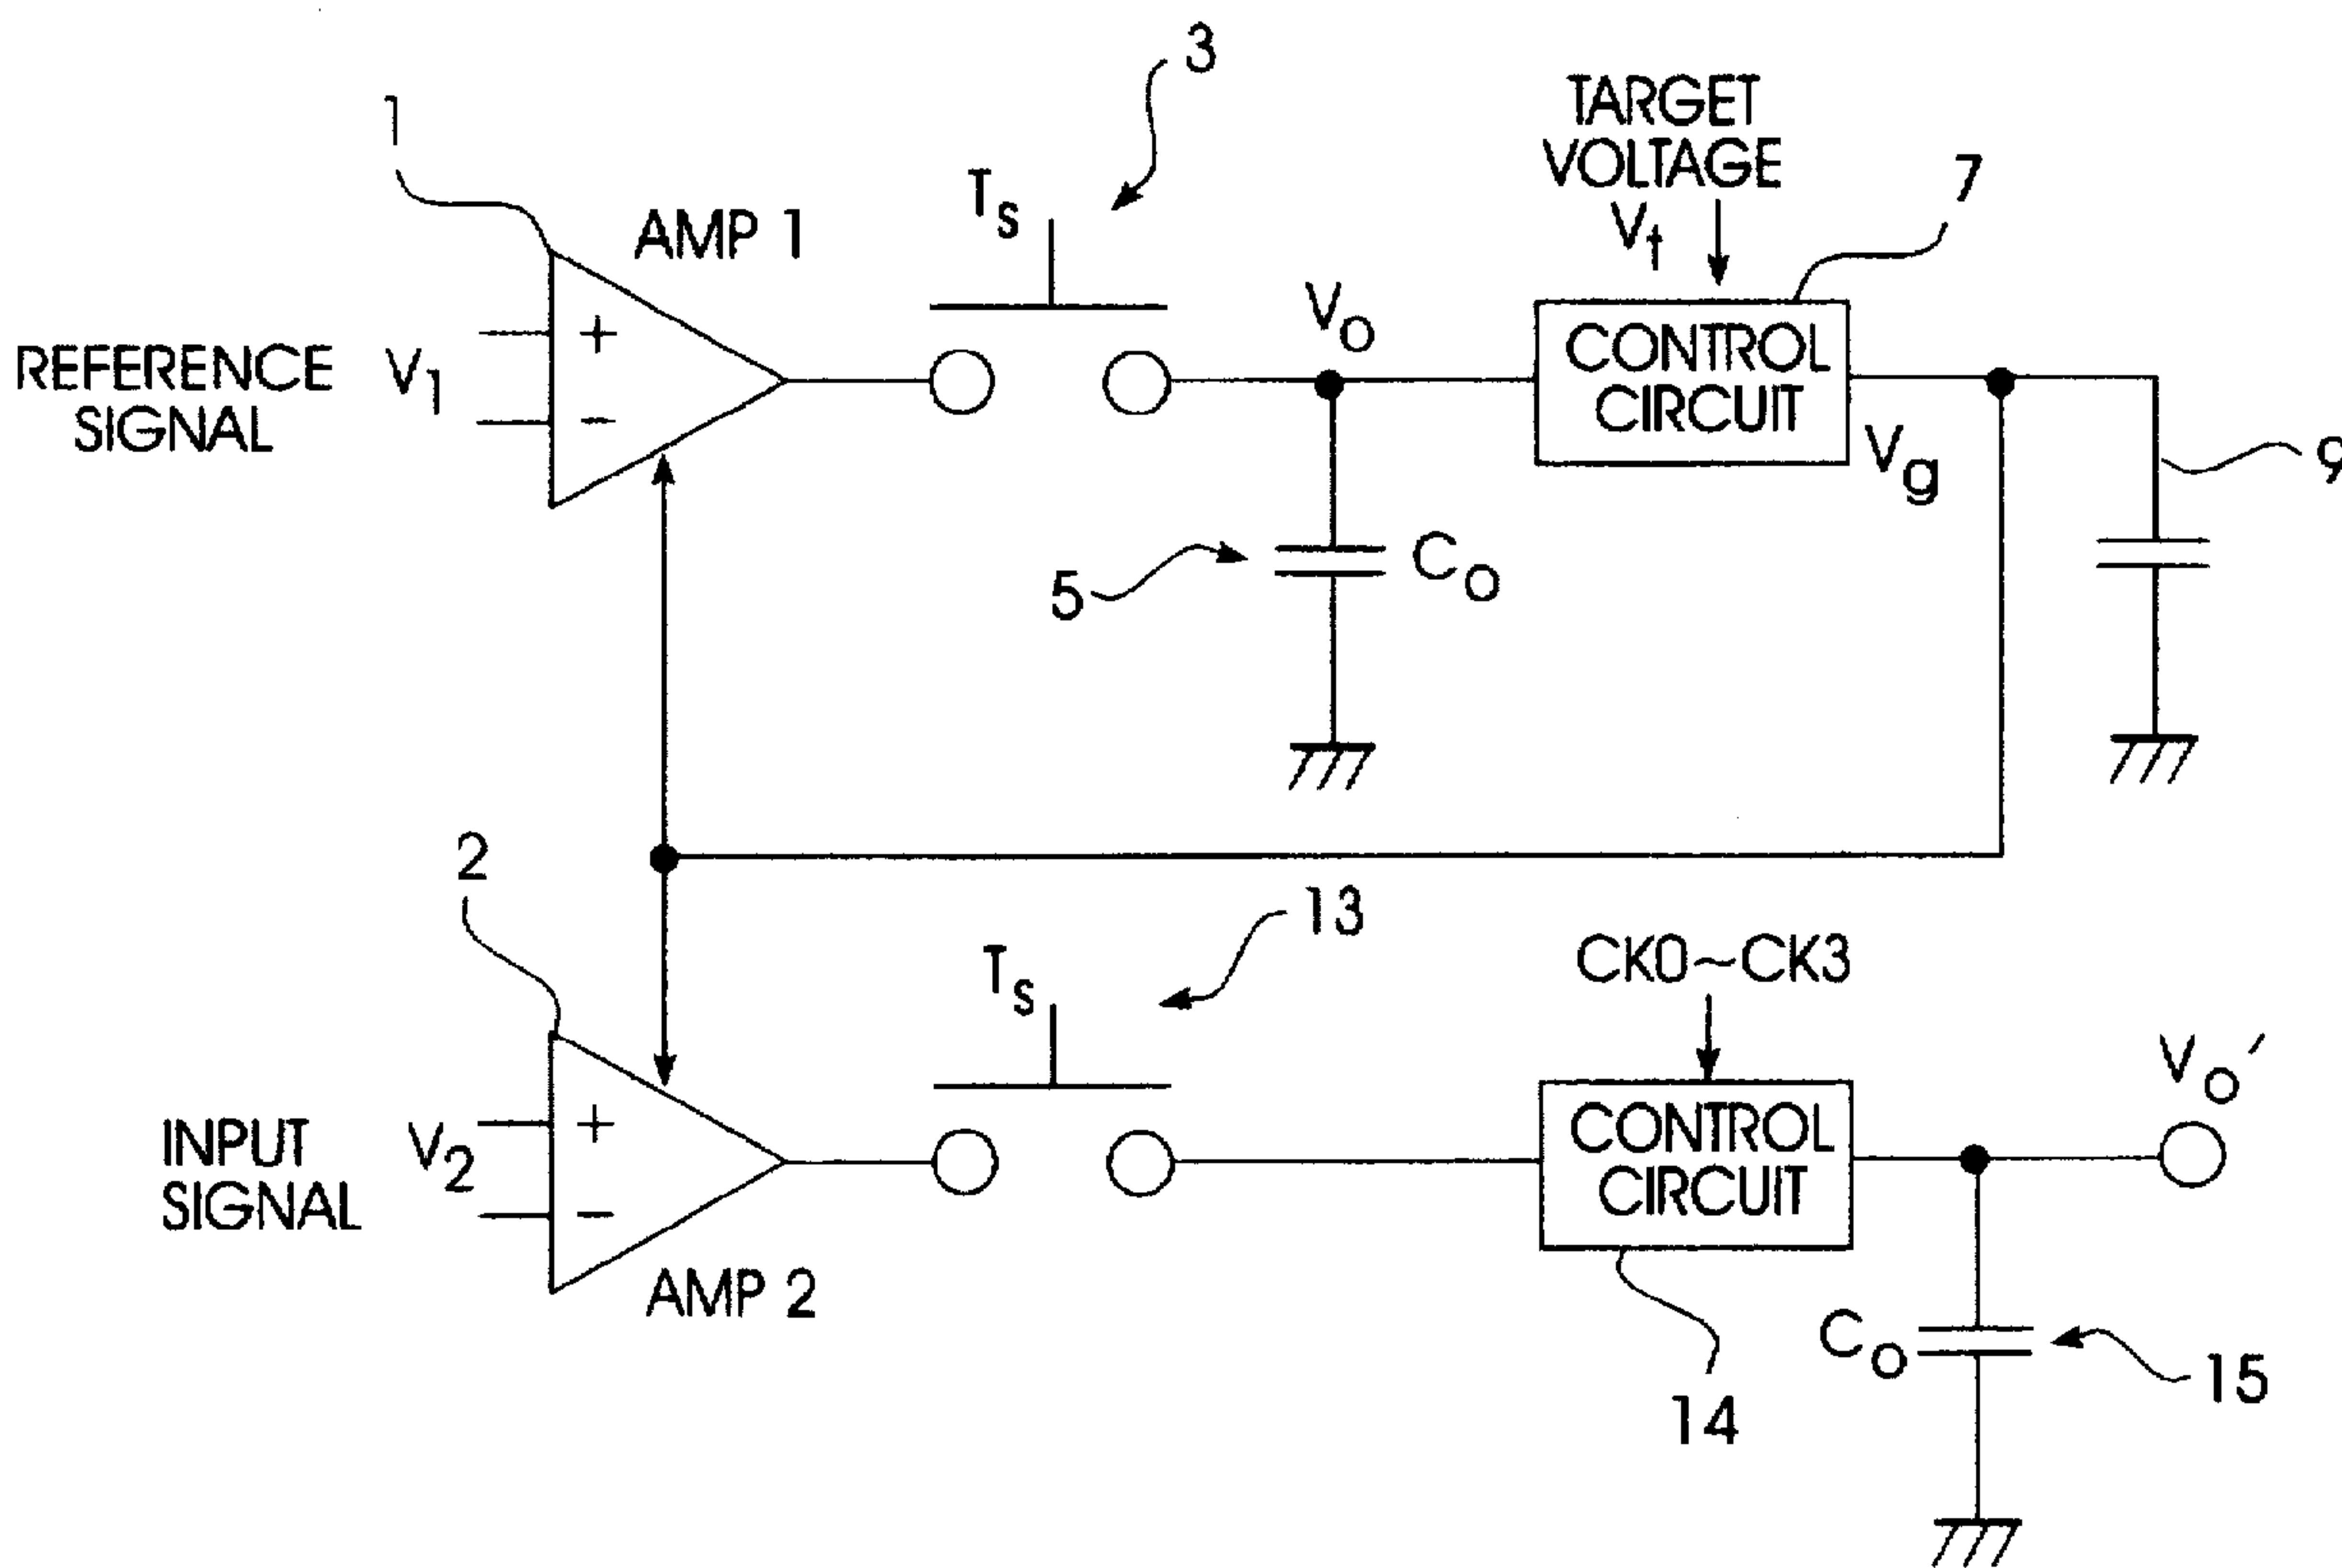 3
1
TARGET
VOLTAGE
Vt
7
Ts
AMP 1
Vo
+
-
REFERENCE
SIGNAL
V1
CONTROL
CIRCUIT
Vg
9
5
Co
2
13
Ts
CK0~CK3
Vo'
+
-
INPUT
SIGNAL
V2
CONTROL
CIRCUIT
AMP 2
Co
15
14